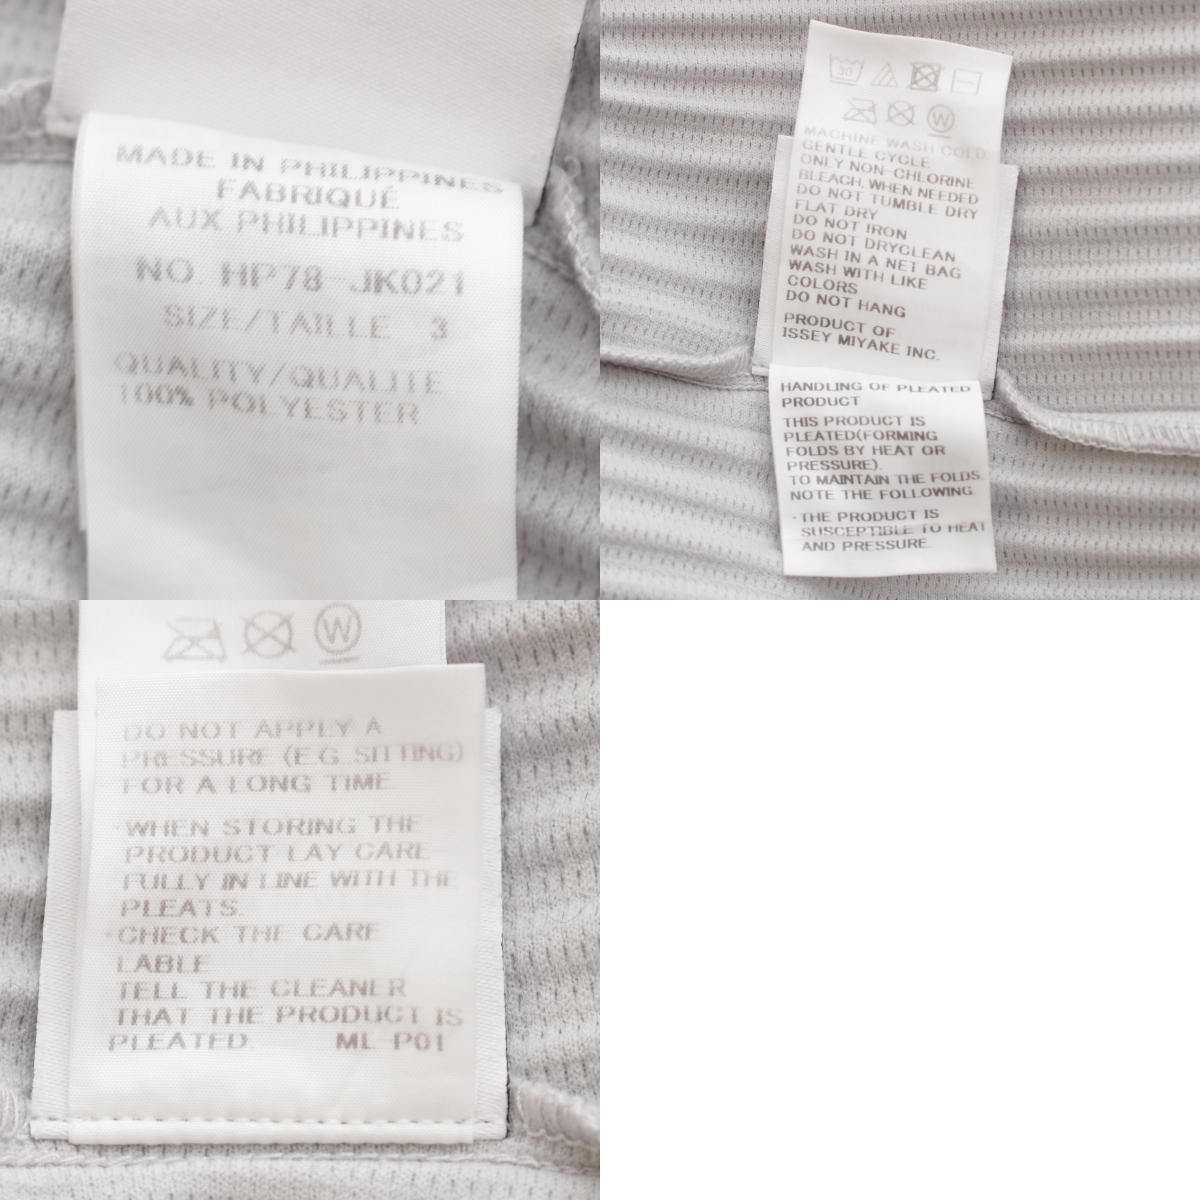 MADE IN PHILIPPINES
FABRIQUÉ
AUX PHILIPPINES
NO. HP78-JK021
SIZE/TAILLE 3
QUALITY/QUALITE
100% POLYESTER
30
W
MACHINE WASH COLD.
GENTLE CYCLE
ONLY NON-CHLORINE
BLEACH, WHEN NEEDED
DO NOT TUMBLE DRY
FLAT DRY
DO NOT IRON
DO NOT DRYCLEAN
WASH IN A NET BAG
WASH WITH LIKE
COLORS
DO NOT HANG
PRODUCT OF
ISSEY MIYAKE INC.
HANDLING OF PLEATED
PRODUCT
THIS PRODUCT IS
PLEATED(FORMING
FOLDS BY HEAT OR
PRESSURE).
TO MAINTAIN THE FOLDS.
NOTE THE FOLLOWING.
·THE PRODUCT IS
SUSCEPTIBLE TO HEAT
AND PRESSURE.
W
DO NOT APPLY A
PRESSURE (E.G. SITTING)
FOR A LONG TIME.
·WHEN STORING THE
PRODUCT LAY CARE
FULLY IN LINE WITH THE
PLEATS.
·CHECK THE CARE
LABLE
TELL THE CLEANER
THAT THE PRODUCT IS
PLEATED. ML-P01